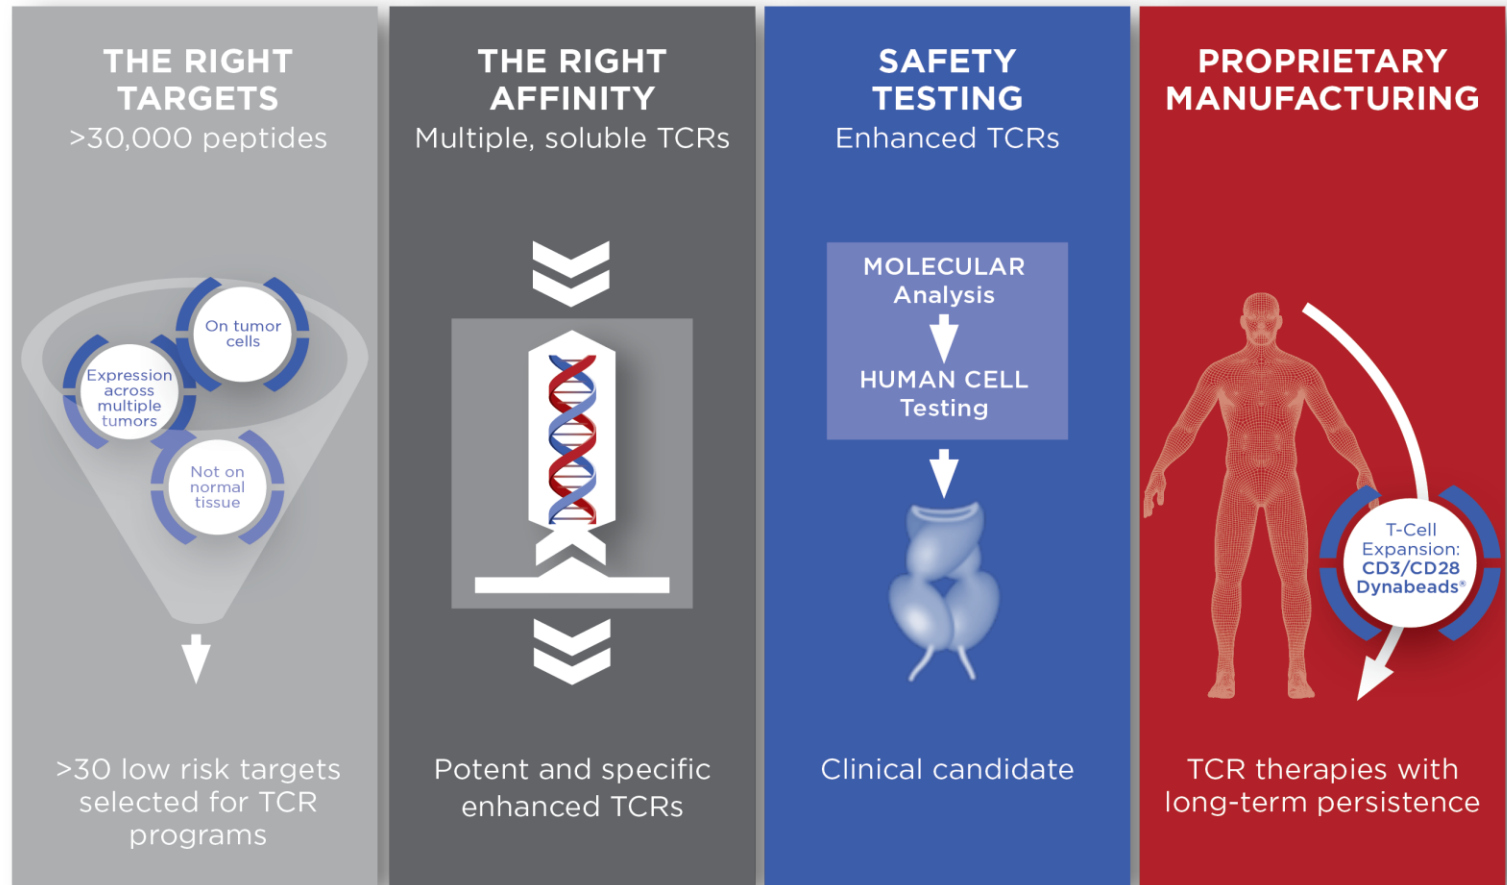 THE RIGHT
TARGETS
>30,000 peptides
On tumor
cells
Expression
across
multiple
tumors
Not on
normal
tissue
>30 low risk targets
selected for TCR
programs
THE RIGHT
AFFINITY
Multiple, soluble TCRs
Potent and specific
enhanced TCRs
SAFETY
TESTING
Enhanced TCRs
MOLECULAR
Analysis
HUMAN CELL
Testing
Clinical candidate
PROPRIETARY
MANUFACTURING
T-Cell
Expansion:
CD3/CD28
Dynabeads®
TCR therapies with
long-term persistence